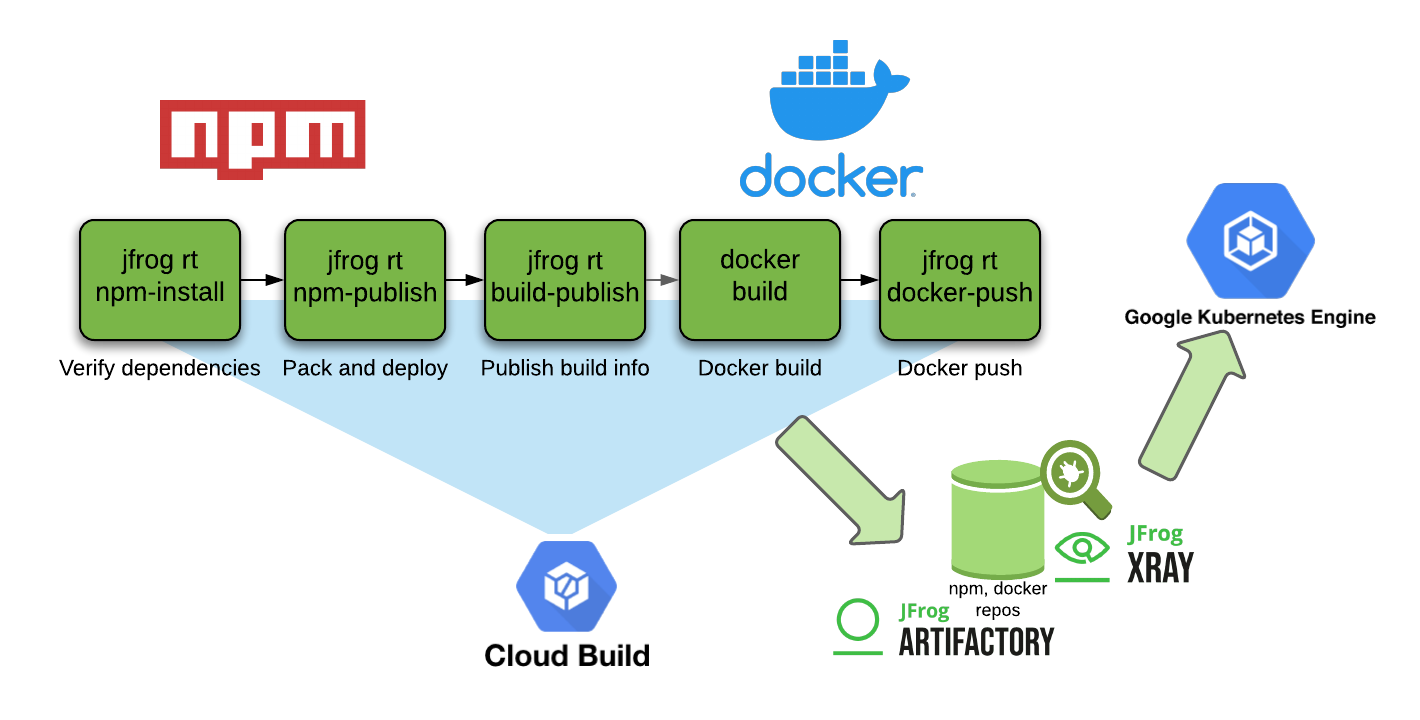 npm
docker
jfrog rt
npm-install
jfrog rt
npm-publish
jfrog rt
build-publish
docker
build
jfrog rt
docker-push
Verify dependencies
Pack and deploy
Publish build info
Docker build
Docker push
Google Kubernetes Engine
Cloud Build
npm, docker
repos
JFrog
XRAY
JFrog
ARTIFACTORY